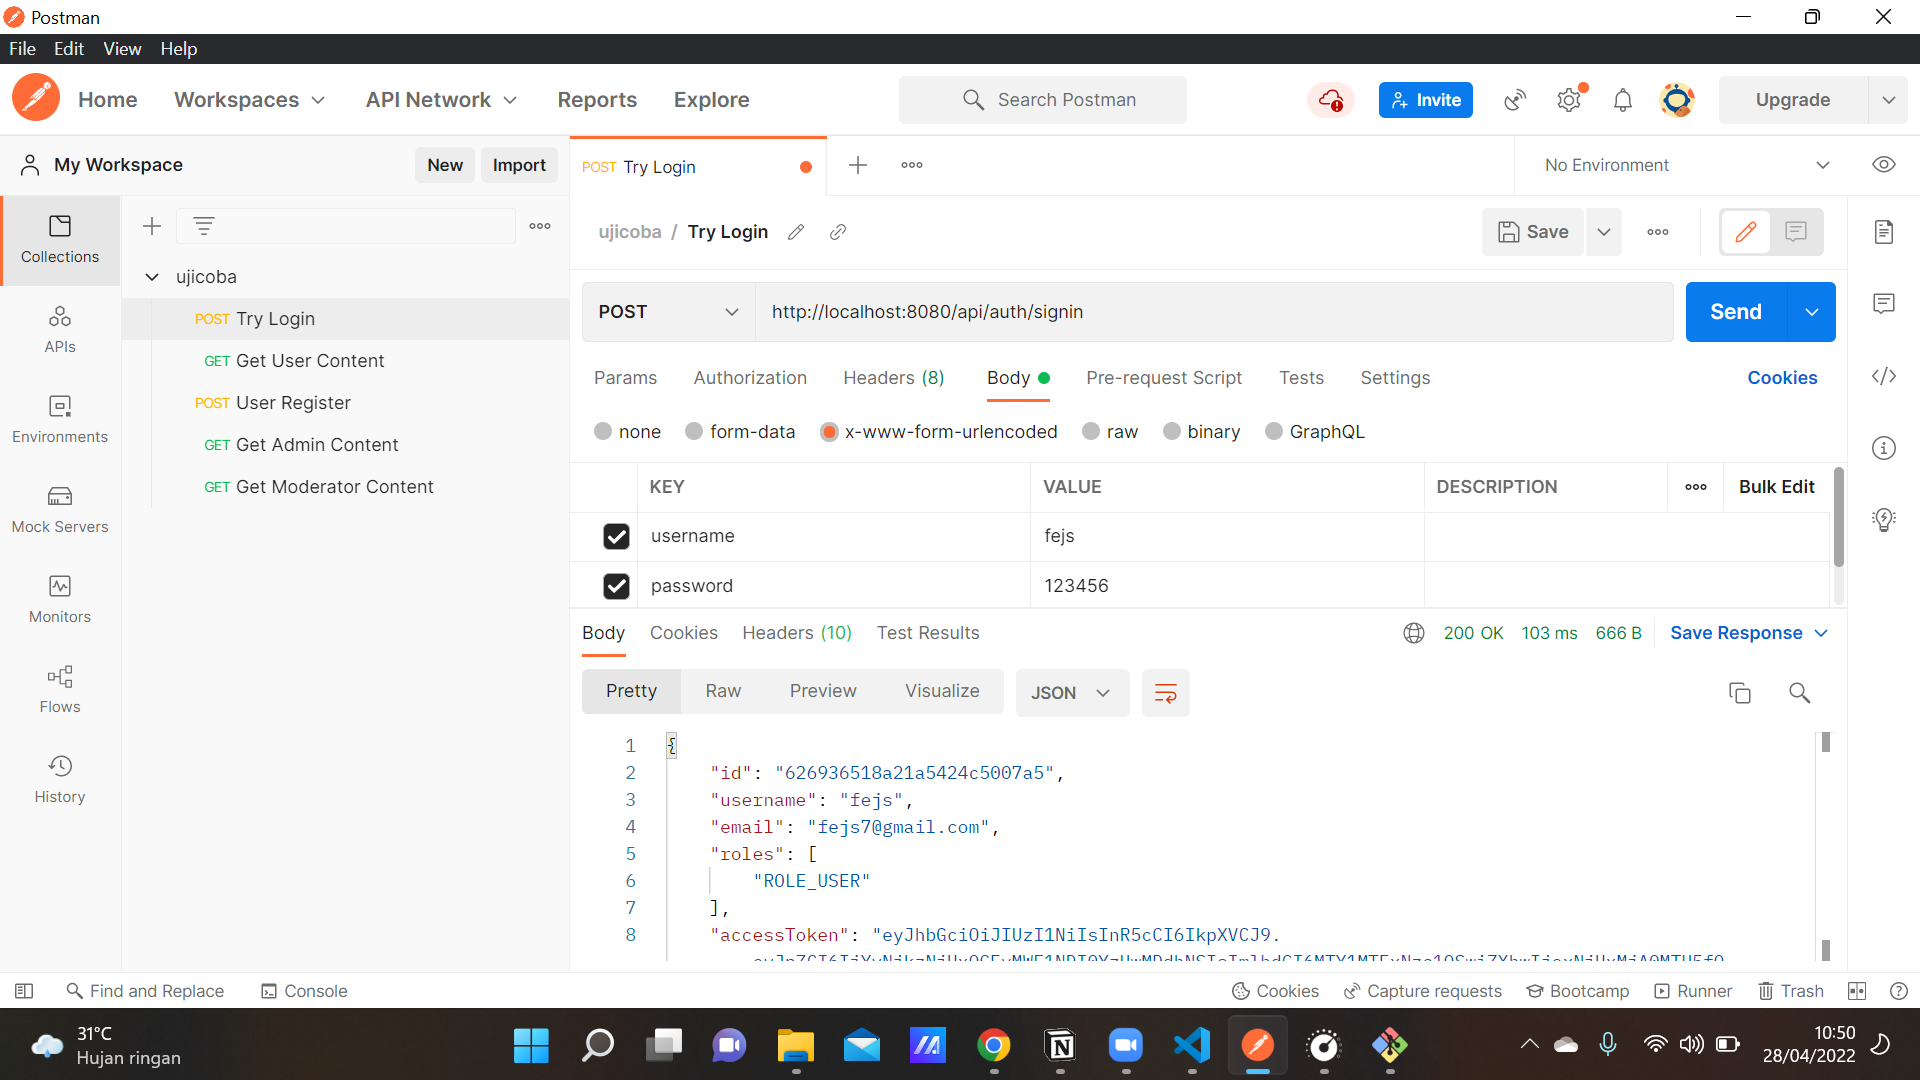 Postman
File Edit View Help
Home Workspaces API Network Reports Explore Search Postman Invite Upgrade
My Workspace New Import POST Try Login No Environment
Collections
APIs
Environments
Mock Servers
Monitors
Flows
History
ujicoba
POST Try Login
GET Get User Content
POST User Register
GET Get Admin Content
GET Get Moderator Content
ujicoba / Try Login Save
POST http://localhost:8080/api/auth/signin Send
Params Authorization Headers (8) Body Pre-request Script Tests Settings Cookies
none form-data x-www-form-urlencoded raw binary GraphQL
KEY VALUE DESCRIPTION Bulk Edit
username fejs
password 123456
Body Cookies Headers (10) Test Results 200 OK 103 ms 666 B Save Response
Pretty Raw Preview Visualize JSON
1 {
2 "id": "626936518a21a5424c5007a5",
3 "username": "fejs",
4 "email": "fejs7@gmail.com",
5 "roles": [
6 "ROLE_USER"
7 ],
8 "accessToken": "eyJhbGciOiJIUzI1NiIsInR5cCI6IkpXVCJ9.
Find and Replace Console Cookies Capture requests Bootcamp Runner Trash
31°C
Hujan ringan
10:50
28/04/2022